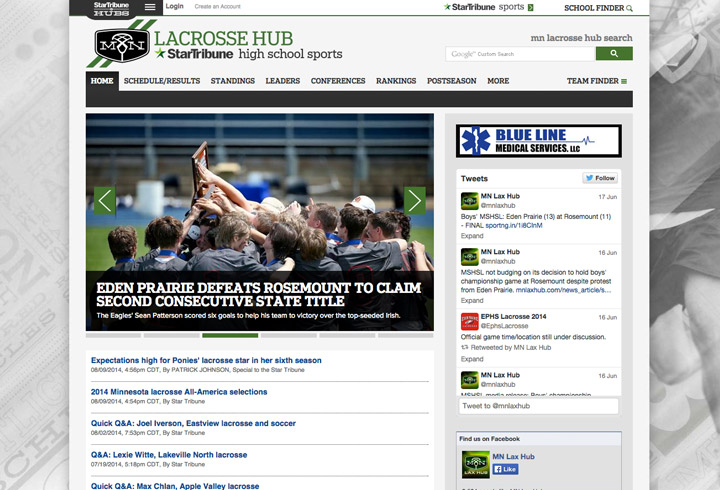 StarTribune
HUBS
Login
Create an Account
StarTribune sports
SCHOOL FINDER
MN
LACROSSE HUB
StarTribune high school sports
mn lacrosse hub search
Google Custom Search
HOME SCHEDULE/RESULTS STANDINGS LEADERS CONFERENCES RANKINGS POSTSEASON MORE TEAM FINDER
EDEN PRAIRIE DEFEATS ROSEMOUNT TO CLAIM
SECOND CONSECUTIVE STATE TITLE
The Eagles' Sean Patterson scored six goals to help his team to victory over the top-seeded Irish.
Expectations high for Ponies' lacrosse star in her sixth season
08/09/2014, 4:56pm CDT, By PATRICK JOHNSON, Special to the Star Tribune
2014 Minnesota lacrosse All-America selections
08/09/2014, 4:54pm CDT, By Star Tribune
Quick Q&A: Joel Iverson, Eastview lacrosse and soccer
08/02/2014, 7:53pm CDT, By Star Tribune
Q&A: Lexie Witte, Lakeville North lacrosse
07/19/2014, 5:18pm CDT, By Star Tribune
Quick Q&A: Max Chlan, Apple Valley lacrosse
BLUE LINE
MEDICAL SERVICES, LLC
Tweets
Follow
MN Lax Hub 17 Jun
@mnlaxhub
Boys' MSHSL: Eden Prairie (13) at Rosemount (11)
- FINAL sportng.in/1i8CInM
Expand
MN Lax Hub 16 Jun
@mnlaxhub
MSHSL not budging on its decision to hold boys'
championship game at Rosemount despite protest
from Eden Prairie. mnlaxhub.com/news_article/s...
EPHS Lacrosse 2014 16 Jun
@EphsLacrosse
Official game time/location still under discussion.
Retweeted by MN Lax Hub
Expand
MN Lax Hub 16 Jun
@mnlaxhub
MSHSL media release: Boys' championship
Tweet to @mnlaxhub
Find us on Facebook
MN
LAX HUB
MN Lax Hub
Like